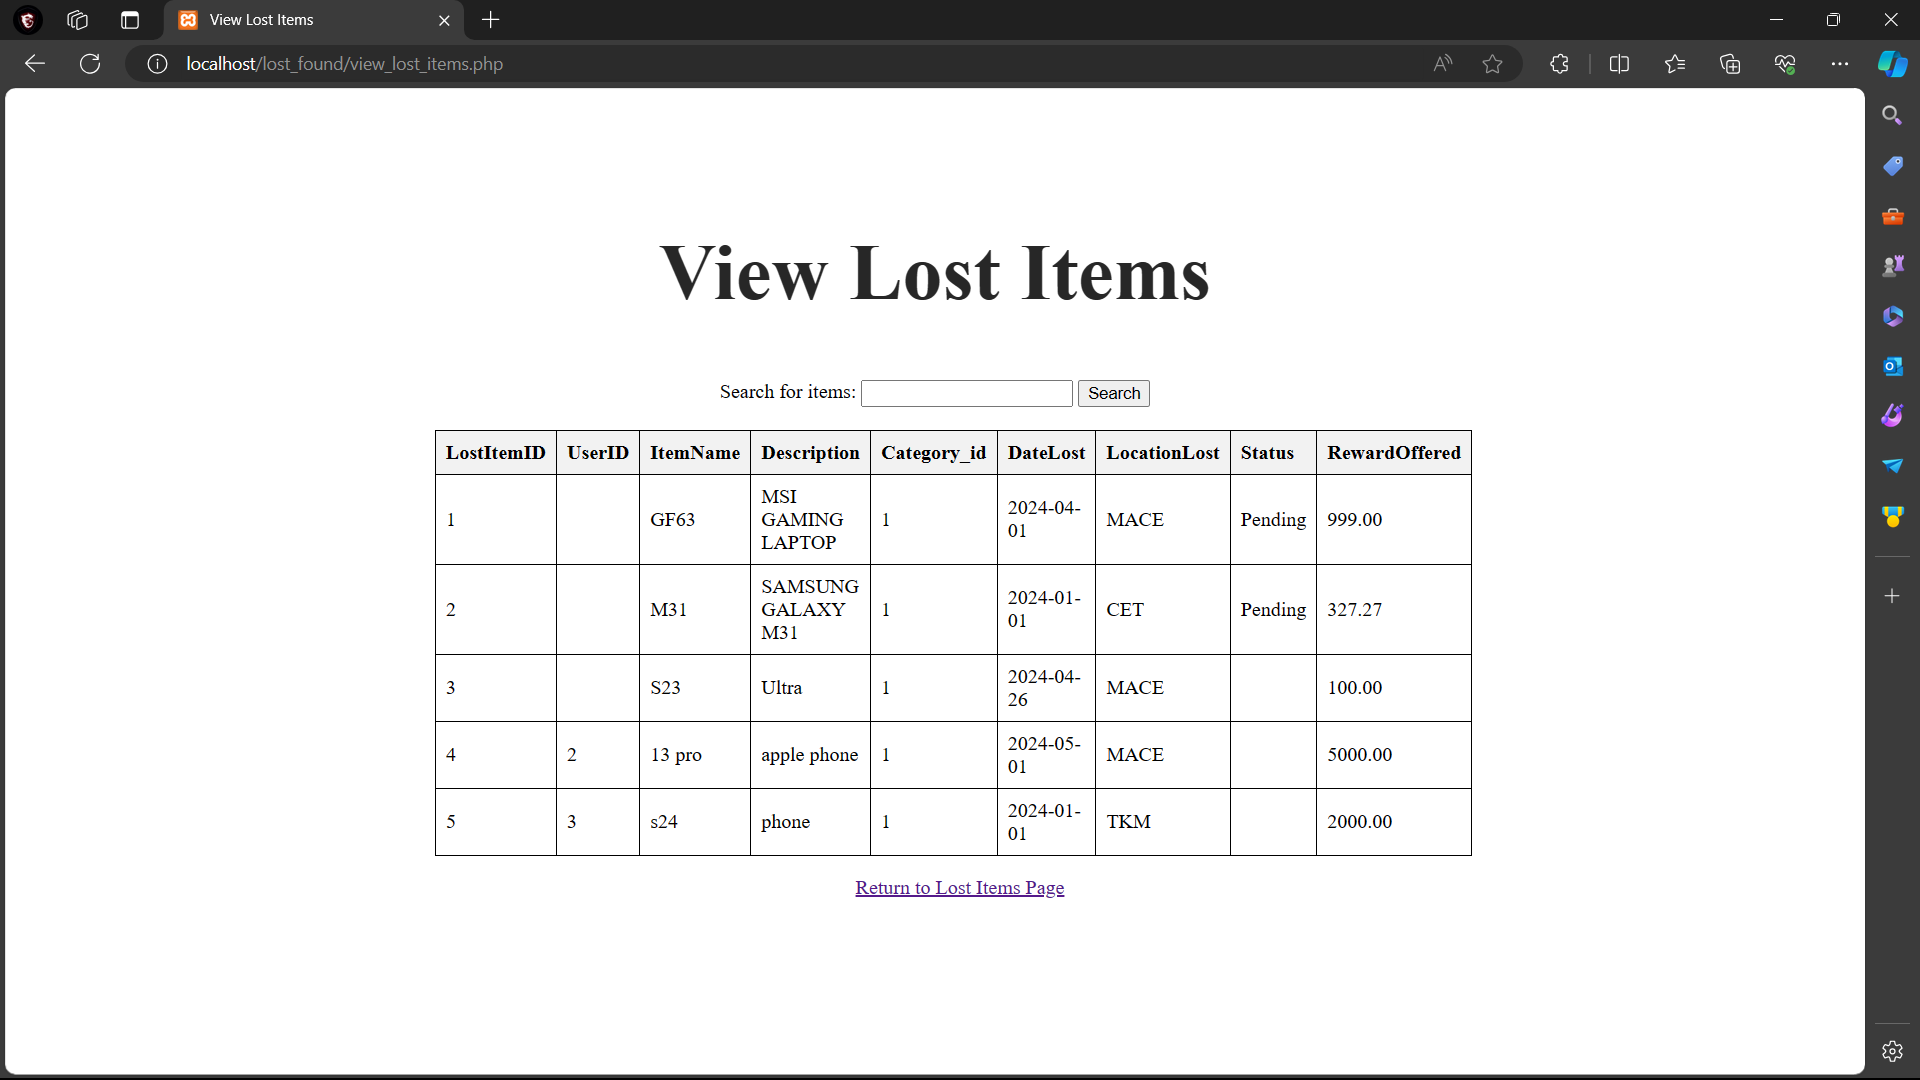 View Lost Items
localhost/lost_found/view_lost_items.php
View Lost Items
Search for items: Search
LostItemID UserID ItemName Description Category_id DateLost LocationLost Status RewardOffered
1 GF63 MSI GAMING LAPTOP 1 2024-04-01 MACE Pending 999.00
2 M31 SAMSUNG GALAXY M31 1 2024-01-01 CET Pending 327.27
3 S23 Ultra 1 2024-04-26 MACE 100.00
4 2 13 pro apple phone 1 2024-05-01 MACE 5000.00
5 3 s24 phone 1 2024-01-01 TKM 2000.00
Return to Lost Items Page